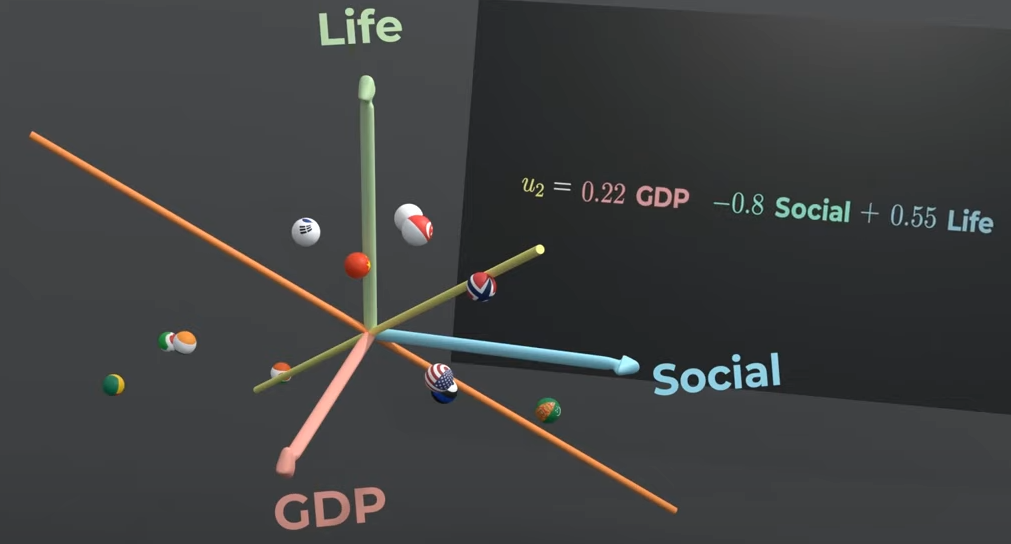 Life
u₂ = 0.22 GDP −0.8 Social + 0.55 Life
Social
GDP